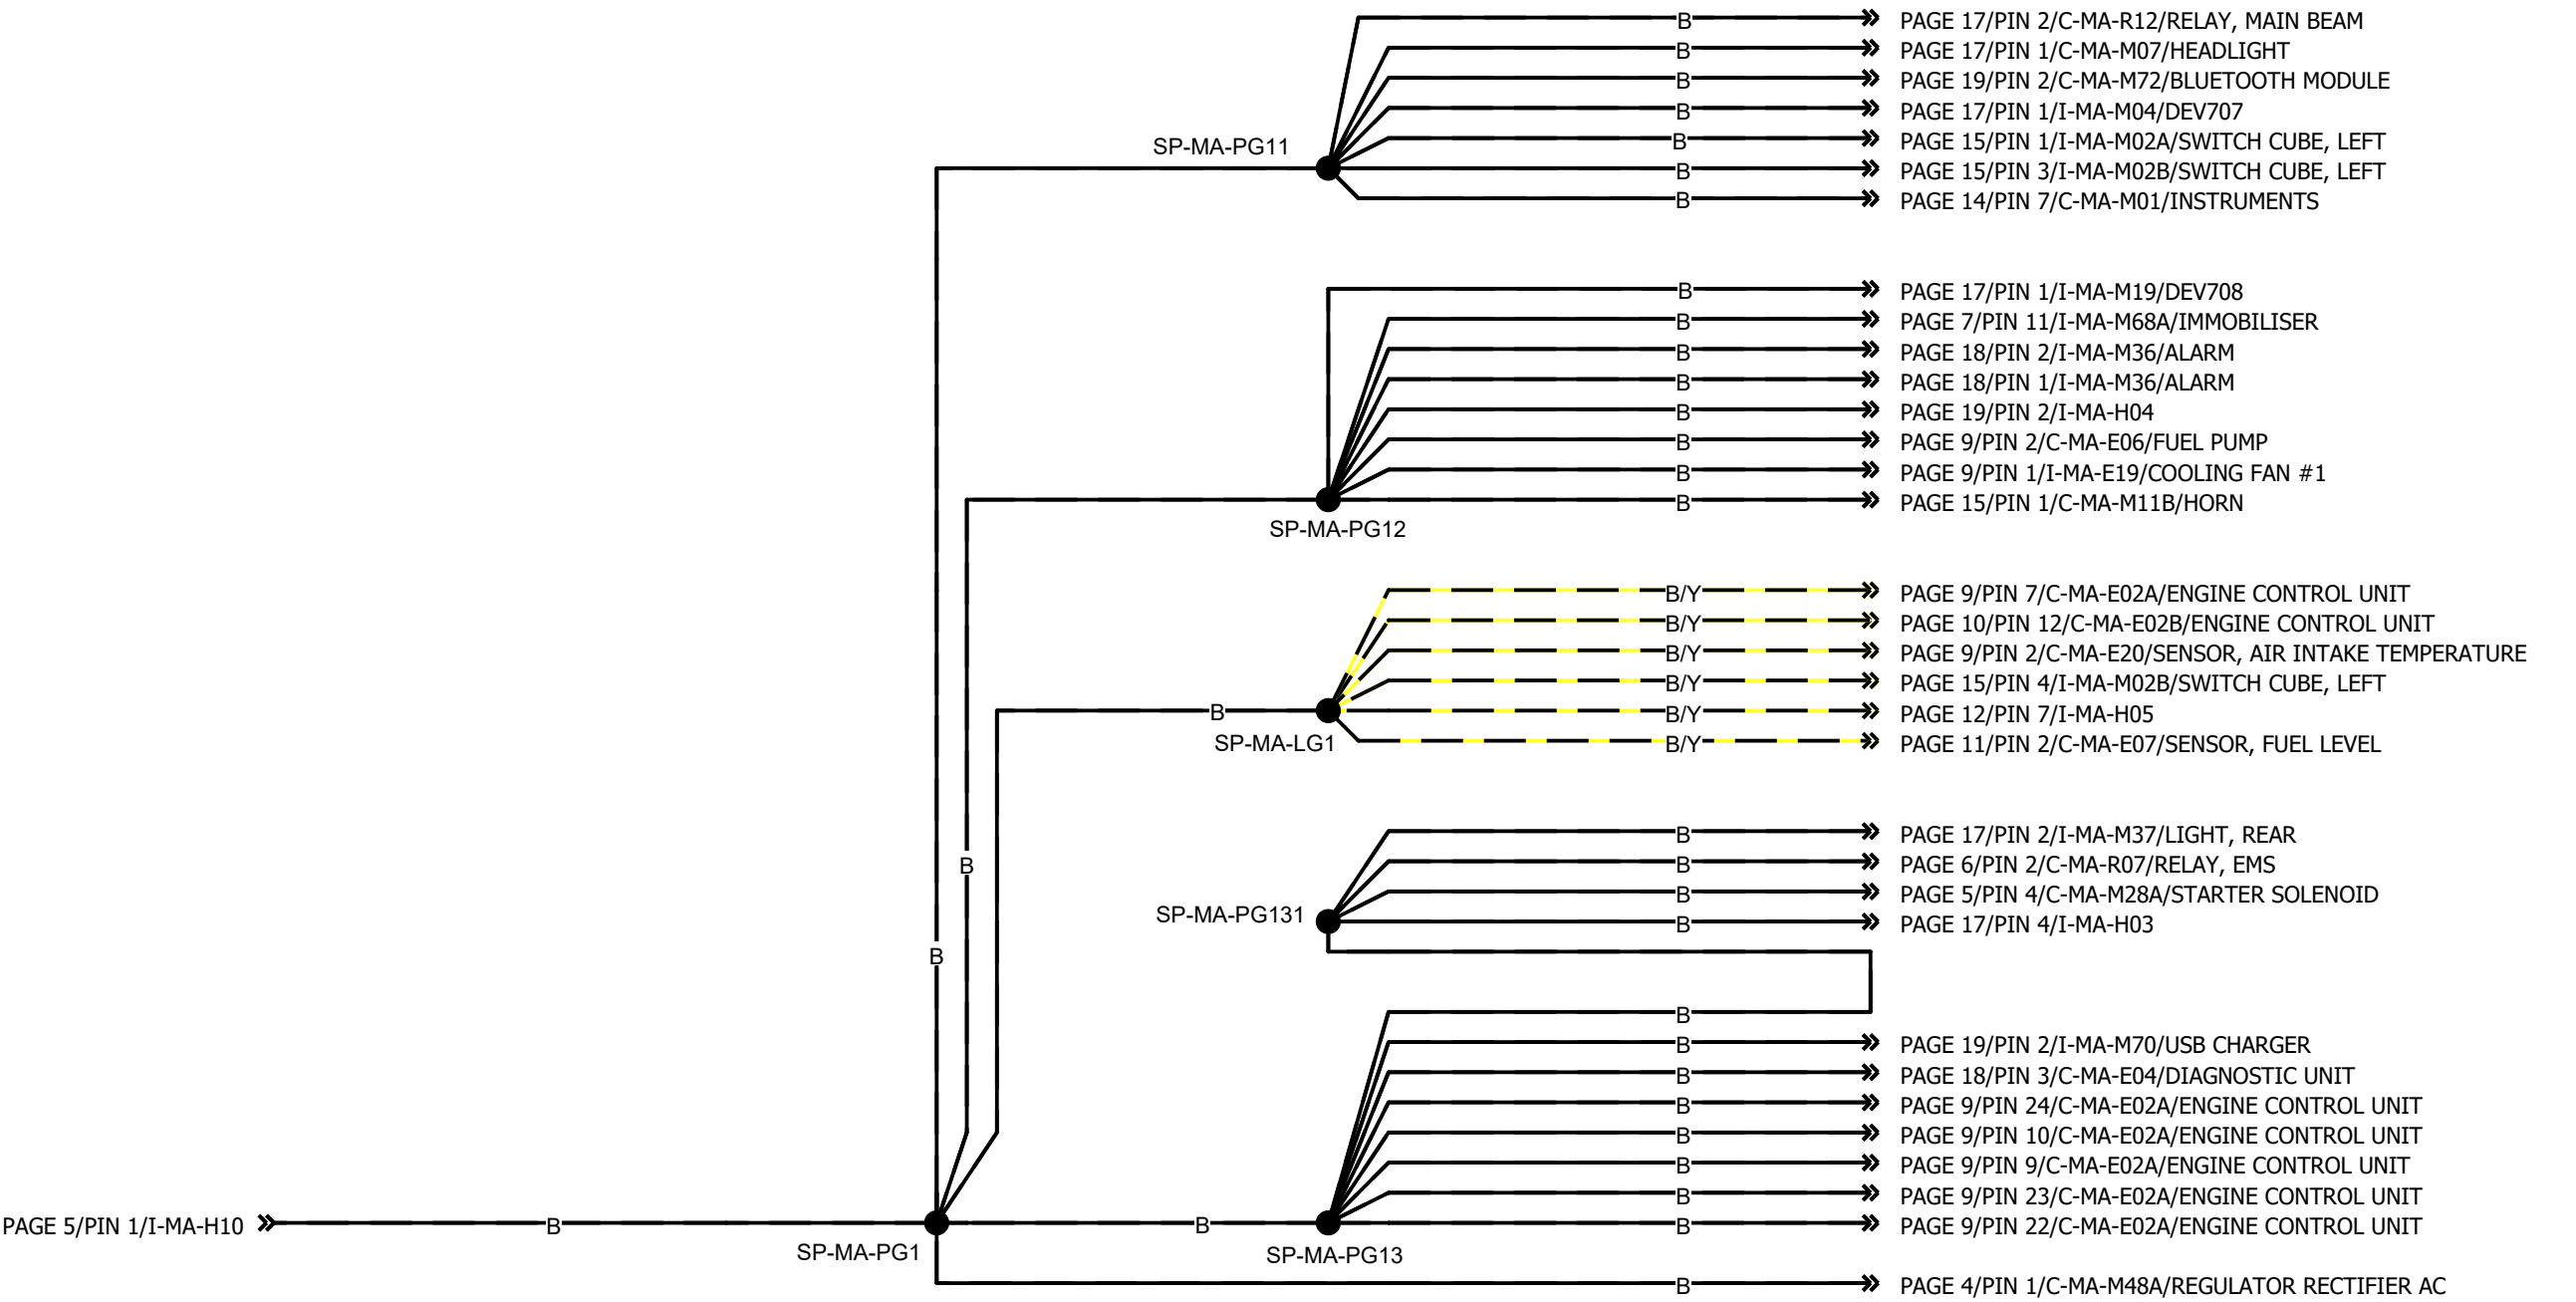 B PAGE 17/PIN 2/C-MA-R12/RELAY, MAIN BEAM
B PAGE 17/PIN 1/C-MA-M07/HEADLIGHT
B PAGE 19/PIN 2/C-MA-M72/BLUETOOTH MODULE
B PAGE 17/PIN 1/I-MA-M04/DEV707
SP-MA-PG11
B PAGE 15/PIN 1/I-MA-M02A/SWITCH CUBE, LEFT
B PAGE 15/PIN 3/I-MA-M02B/SWITCH CUBE, LEFT
B PAGE 14/PIN 7/C-MA-M01/INSTRUMENTS
B PAGE 17/PIN 1/I-MA-M19/DEV708
B PAGE 7/PIN 11/I-MA-M68A/IMMOBILISER
B PAGE 18/PIN 2/I-MA-M36/ALARM
B PAGE 18/PIN 1/I-MA-M36/ALARM
B PAGE 19/PIN 2/I-MA-H04
B PAGE 9/PIN 2/C-MA-E06/FUEL PUMP
B PAGE 9/PIN 1/I-MA-E19/COOLING FAN #1
B PAGE 15/PIN 1/C-MA-M11B/HORN
SP-MA-PG12
B/Y PAGE 9/PIN 7/C-MA-E02A/ENGINE CONTROL UNIT
B/Y PAGE 10/PIN 12/C-MA-E02B/ENGINE CONTROL UNIT
B/Y PAGE 9/PIN 2/C-MA-E20/SENSOR, AIR INTAKE TEMPERATURE
B/Y PAGE 15/PIN 4/I-MA-M02B/SWITCH CUBE, LEFT
B B/Y PAGE 12/PIN 7/I-MA-H05
SP-MA-LG1
B/Y PAGE 11/PIN 2/C-MA-E07/SENSOR, FUEL LEVEL
B PAGE 17/PIN 2/I-MA-M37/LIGHT, REAR
B
B PAGE 6/PIN 2/C-MA-R07/RELAY, EMS
B PAGE 5/PIN 4/C-MA-M28A/STARTER SOLENOID
SP-MA-PG131
B PAGE 17/PIN 4/I-MA-H03
B
B
B PAGE 19/PIN 2/I-MA-M70/USB CHARGER
B PAGE 18/PIN 3/C-MA-E04/DIAGNOSTIC UNIT
B PAGE 9/PIN 24/C-MA-E02A/ENGINE CONTROL UNIT
B PAGE 9/PIN 10/C-MA-E02A/ENGINE CONTROL UNIT
B PAGE 9/PIN 9/C-MA-E02A/ENGINE CONTROL UNIT
B PAGE 9/PIN 23/C-MA-E02A/ENGINE CONTROL UNIT
PAGE 5/PIN 1/I-MA-H10 B B B PAGE 9/PIN 22/C-MA-E02A/ENGINE CONTROL UNIT
SP-MA-PG1 SP-MA-PG13
B PAGE 4/PIN 1/C-MA-M48A/REGULATOR RECTIFIER AC